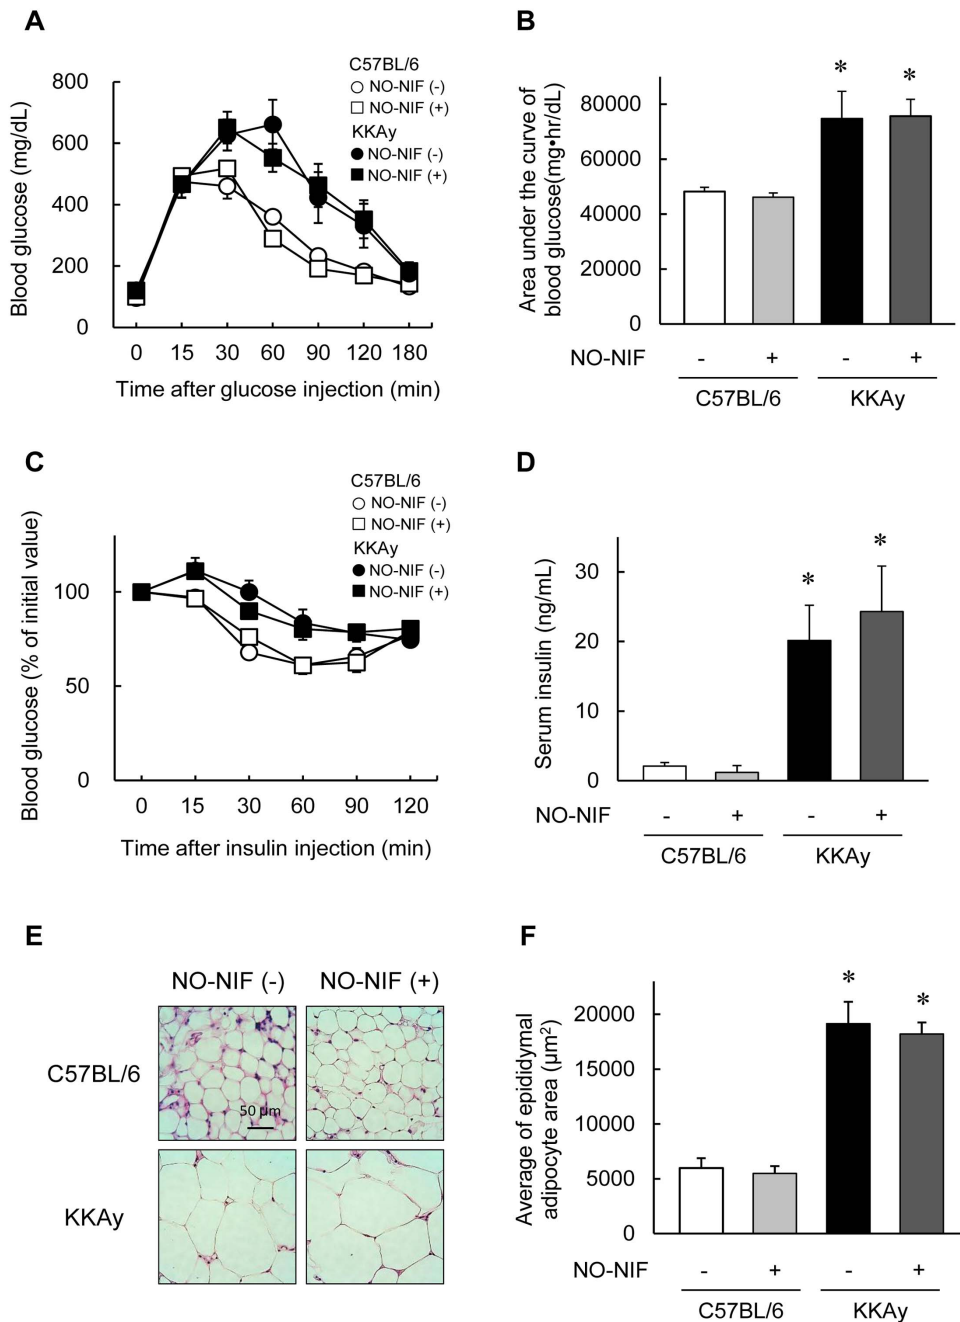 A
C57BL/6
NO-NIF (-)
NO-NIF (+)
KKAy
NO-NIF (-)
NO-NIF (+)
Blood glucose (mg/dL)
800
600
400
200
0
0 15 30 60 90 120 180
Time after glucose injection (min)
B
Area under the curve of
blood glucose(mg•hr/dL)
80000
60000
40000
20000
0
* *
NO-NIF - + - +
C57BL/6 KKAy
C
C57BL/6
NO-NIF (-)
NO-NIF (+)
KKAy
NO-NIF (-)
NO-NIF (+)
Blood glucose (% of initial value)
100
50
0
0 15 30 60 90 120
Time after insulin injection (min)
D
Serum insulin (ng/mL)
30
20
10
0
* *
NO-NIF - + - +
C57BL/6 KKAy
E
NO-NIF (-) NO-NIF (+)
C57BL/6
50 μm
KKAy
F
Average of epididymal
adipocyte area (μm²)
20000
15000
10000
5000
0
* *
NO-NIF - + - +
C57BL/6 KKAy